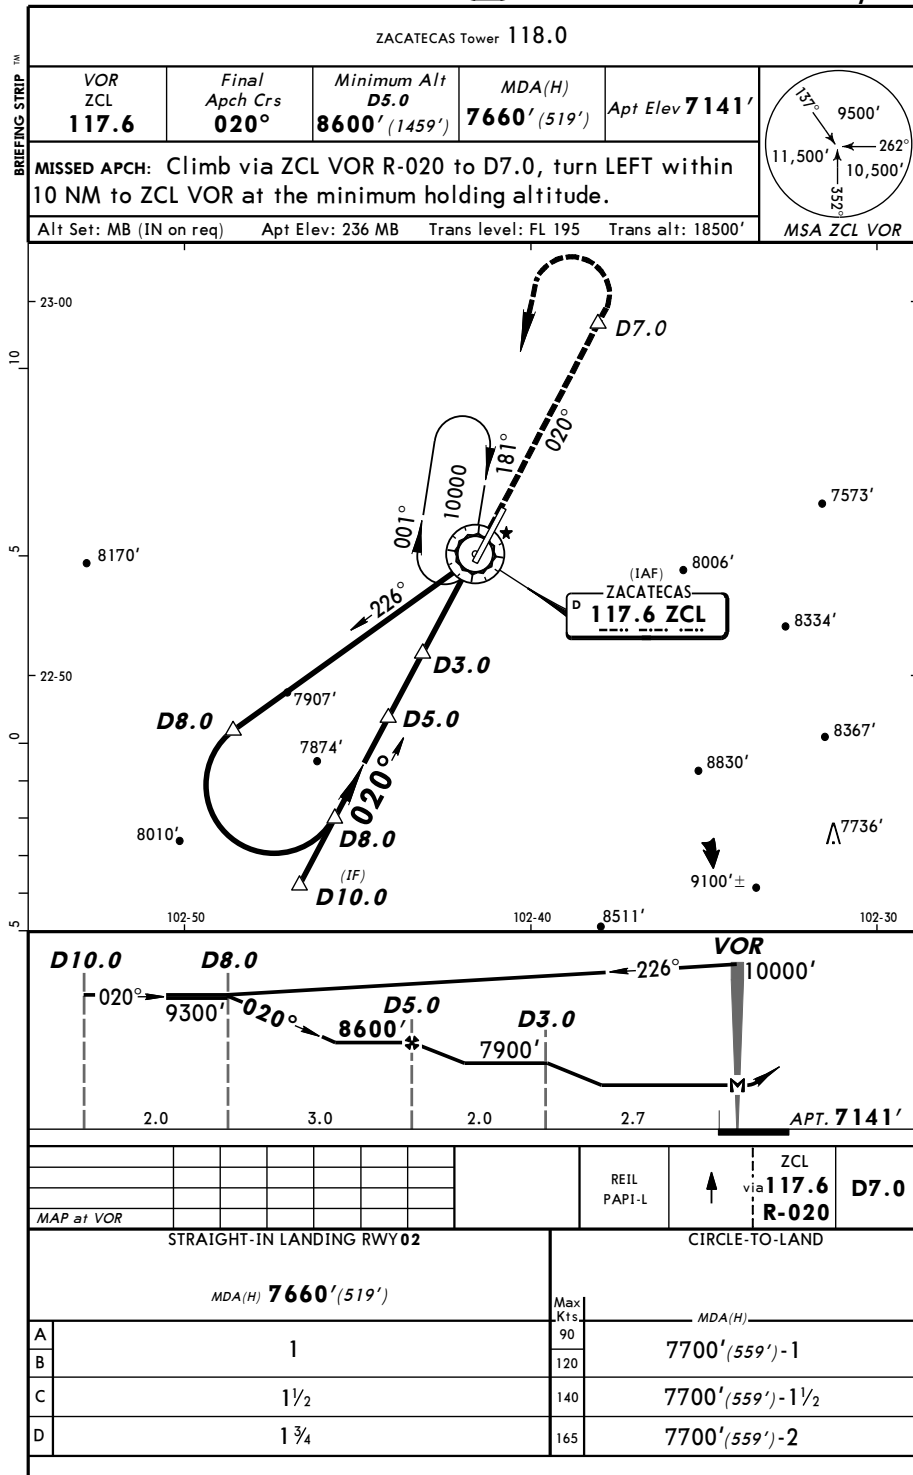 ZACATECAS Tower 118.0
BRIEFING STRIP TM
VOR
ZCL
117.6
Final
Apch Crs
020°
Minimum Alt
D5.0
8600' (1459')
MDA(H)
7660' (519')
Apt Elev 7141'
MISSED APCH: Climb via ZCL VOR R-020 to D7.0, turn LEFT within
10 NM to ZCL VOR at the minimum holding altitude.
Alt Set: MB (IN on req) Apt Elev: 236 MB Trans level: FL 195 Trans alt: 18500'
137°
9500'
262°
11,500'
10,500'
352°
MSA ZCL VOR
23-00
D7.0
10
020°
181°
10000
001°
7573'
5
8170'
8006'
(IAF)
ZACATECAS
D 117.6 ZCL
226°
8334'
D3.0
22-50
7907'
D8.0
D5.0
8367'
0
7874'
8830'
020°
8010'
D8.0
7736'
(IF)
D10.0
9100'±
5
102-50
102-40
8511'
102-30
D10.0
D8.0
VOR
020°
9300'
020°
226°
10000'
D5.0
8600'
D3.0
7900'
M
2.0
3.0
2.0
2.7
APT. 7141'
MAP at VOR
REIL
PAPI-L
ZCL
via 117.6
R-020
D7.0
STRAIGHT-IN LANDING RWY 02
CIRCLE-TO-LAND
MDA(H) 7660' (519')
Max
Kts
MDA(H)
A
B
1
90
120
7700' (559') - 1
C
1½
140
7700' (559') - 1½
D
1¾
165
7700' (559') - 2